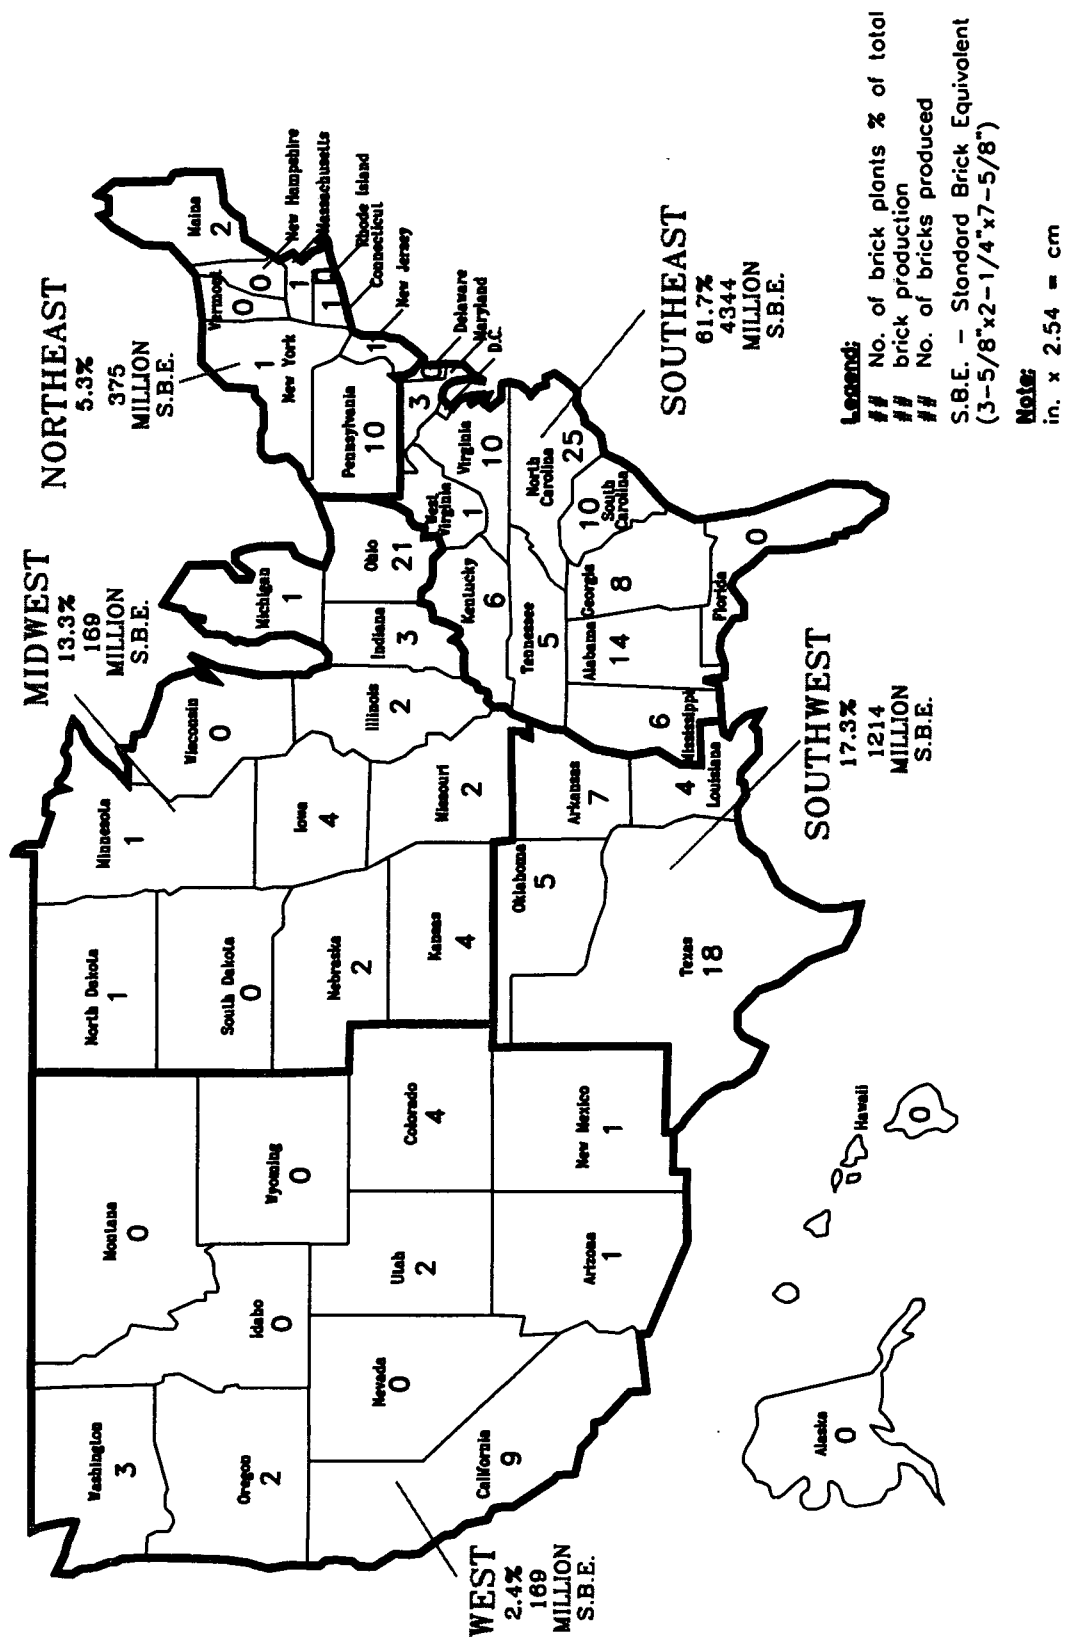 NORTHEAST
5.3%
375
MILLION
S.B.E.
MIDWEST
13.3%
169
MILLION
S.B.E.
WEST
2.4%
169
MILLION
S.B.E.
SOUTHWEST
17.3%
1214
MILLION
S.B.E.
SOUTHEAST
61.7%
4344
MILLION
S.B.E.
Washington
3
Oregon
2
California
9
Nevada
0
Idaho
0
Montana
0
Wyoming
0
Utah
2
Colorado
4
Arizona
1
New Mexico
1
Alaska
0
Hawaii
0
North Dakota
1
South Dakota
0
Nebraska
2
Kansas
4
Minnesota
1
Iowa
4
Missouri
2
Wisconsin
0
Illinois
2
Michigan
1
Indiana
3
Ohio
21
Oklahoma
5
Texas
18
Arkansas
7
4
Louisiana
6
Mississippi
Alabama
14
Georgia
8
Florida
0
Tennessee
5
Kentucky
6
West
Virginia
1
Virginia
10
North
Carolina
25
10
South
Carolina
3
Maryland
Delaware
D.C.
Pennsylvania
10
1
New York
1
New Jersey
Vermont
0
0
New Hampshire
Maine
2
1
Massachusetts
Rhode Island
1
Connecticut
Legend:
## No. of brick plants % of total
## brick production
## No. of bricks produced
S.B.E. - Standard Brick Equivolent
(3-5/8"x2-1/4"x7-5/8")
Note:
in. x 2.54 = cm